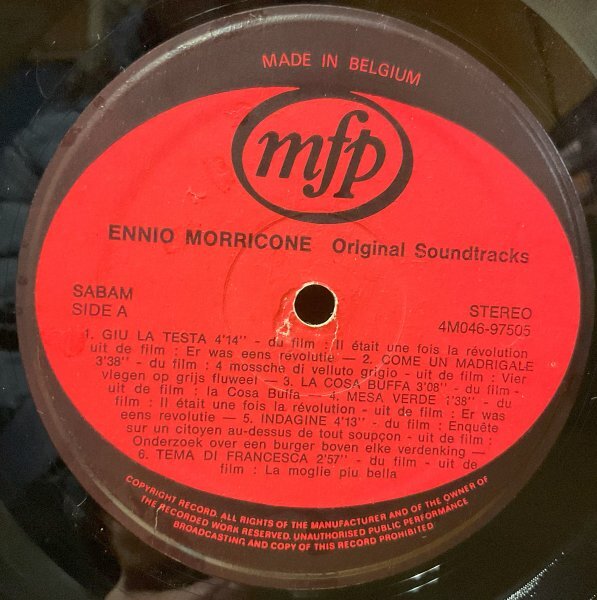 MADE IN BELGIUM
mfp
ENNIO MORRICONE Original Soundtracks
SABAM
SIDE A
STEREO
4M046-97505
1. GIU LA TESTA 4'14" - du film : Il était une fois la révolution
uit de film : Er was eens revolutie — 2. COME UN MADRIGALE
3'38" - du film : 4 mossche di velluto grigio - uit de film : Vier
vlegen op grijs fluweel — 3. LA COSA BUFFA 3'08" - du film -
uit de film : la Cosa Buffa — 4. MESA VERDE 1'38" - du
film : Il était une fois la révolution - uit de film : Er was
eens revolutie — 5. INDAGINE 4'13" - du film : Enquête
sur un citoyen au-dessus de tout soupçon - uit de film :
Onderzoek over een burger boven elke verdenking —
6. TEMA DI FRANCESCA 2'57" - du film - uit de
film : La moglie piu bella
COPYRIGHT RECORD. ALL RIGHTS OF THE MANUFACTURER AND OF THE OWNER OF
THE RECORDED WORK RESERVED. UNAUTHORISED PUBLIC PERFORMANCE
BROADCASTING AND COPY OF THIS RECORD PROHIBITED